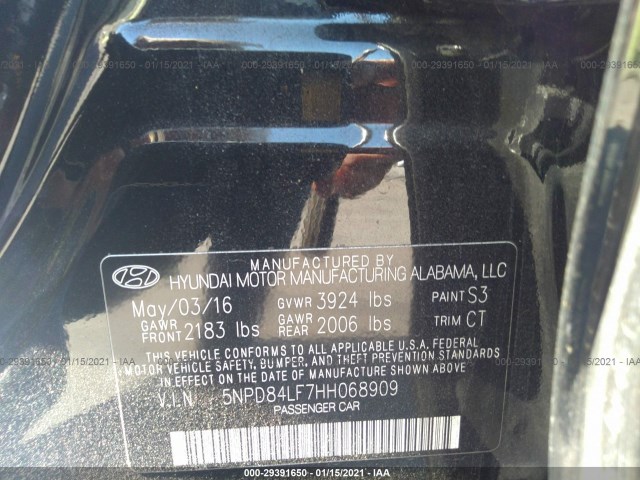 000-29391650 - 01/15/2021 - IAA
MANUFACTURED BY
HYUNDAI MOTOR MANUFACTURING ALABAMA, LLC
May/03/16 GVWR 3924 lbs PAINT S3
GAWR FRONT 2183 lbs GAWR REAR 2006 lbs TRIM CT
THIS VEHICLE CONFORMS TO ALL APPLICABLE U.S.A. FEDERAL
MOTOR VEHICLE SAFETY, BUMPER, AND THEFT PREVENTION STANDARDS
IN EFFECT ON THE DATE OF MANUFACTURE SHOWN ABOVE
V.I.N 5NPD84LF7HH068909
PASSENGER CAR
000-29391650 - 01/15/2021 - IAA